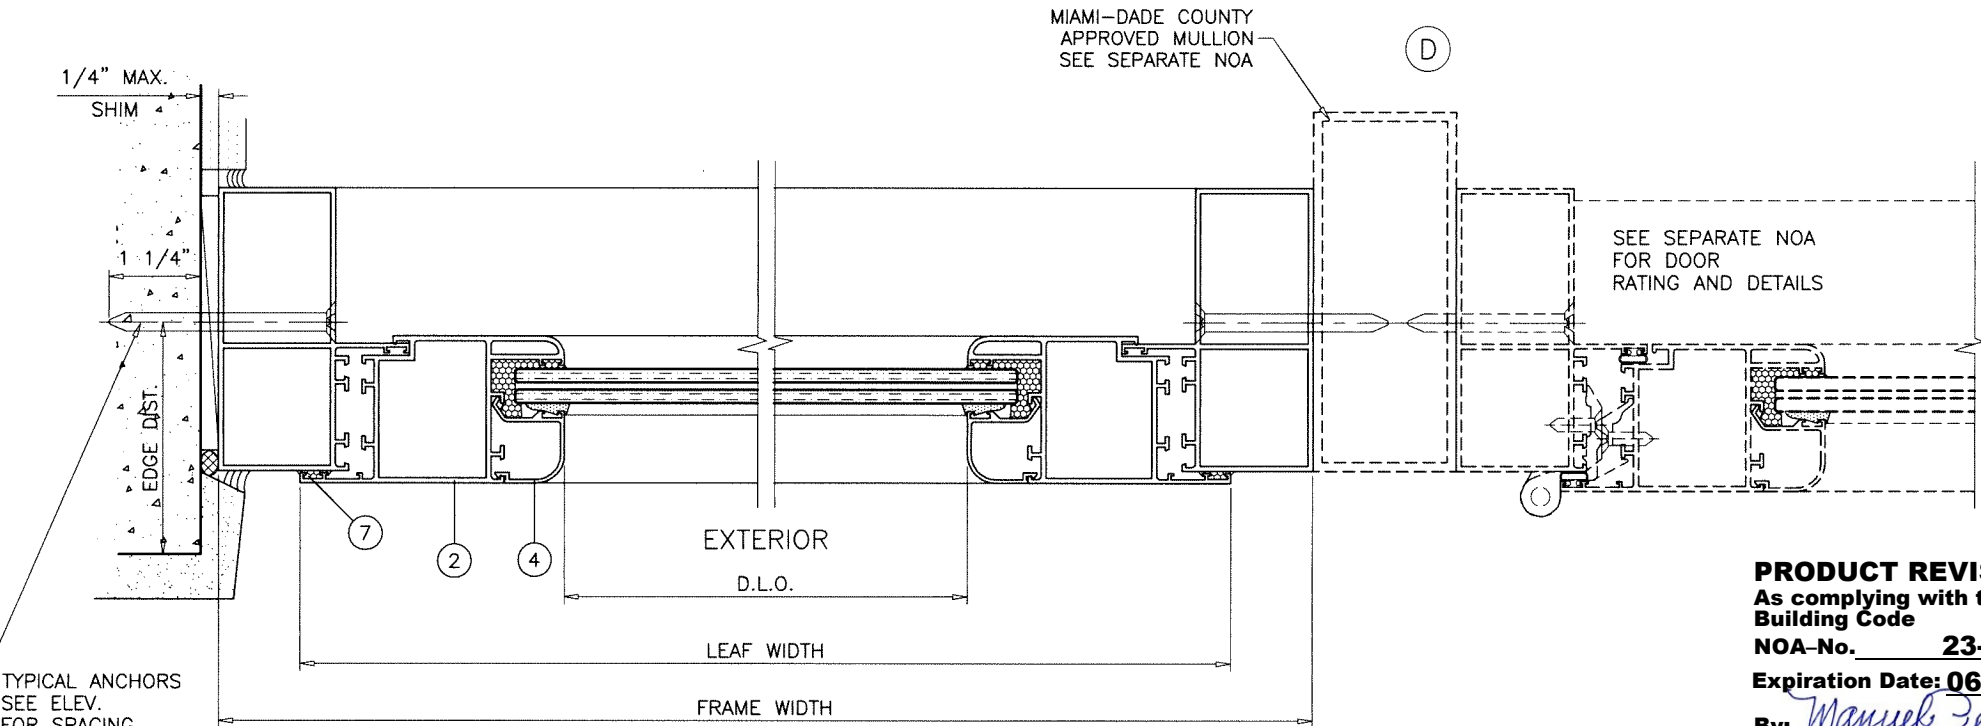 MIAMI-DADE COUNTY
APPROVED MULLION
SEE SEPARATE NOA
D
1/4" MAX.
SHIM
1 1/4"
EDGE DIST.
SEE SEPARATE NOA
FOR DOOR
RATING AND DETAILS
7
2
4
EXTERIOR
D.L.O.
LEAF WIDTH
FRAME WIDTH
TYPICAL ANCHORS
SEE ELEV.
FOR SPACING
PRODUCT REVIS
As complying with t
Building Code
NOA-No. 23-
Expiration Date: 06
By: Manuel